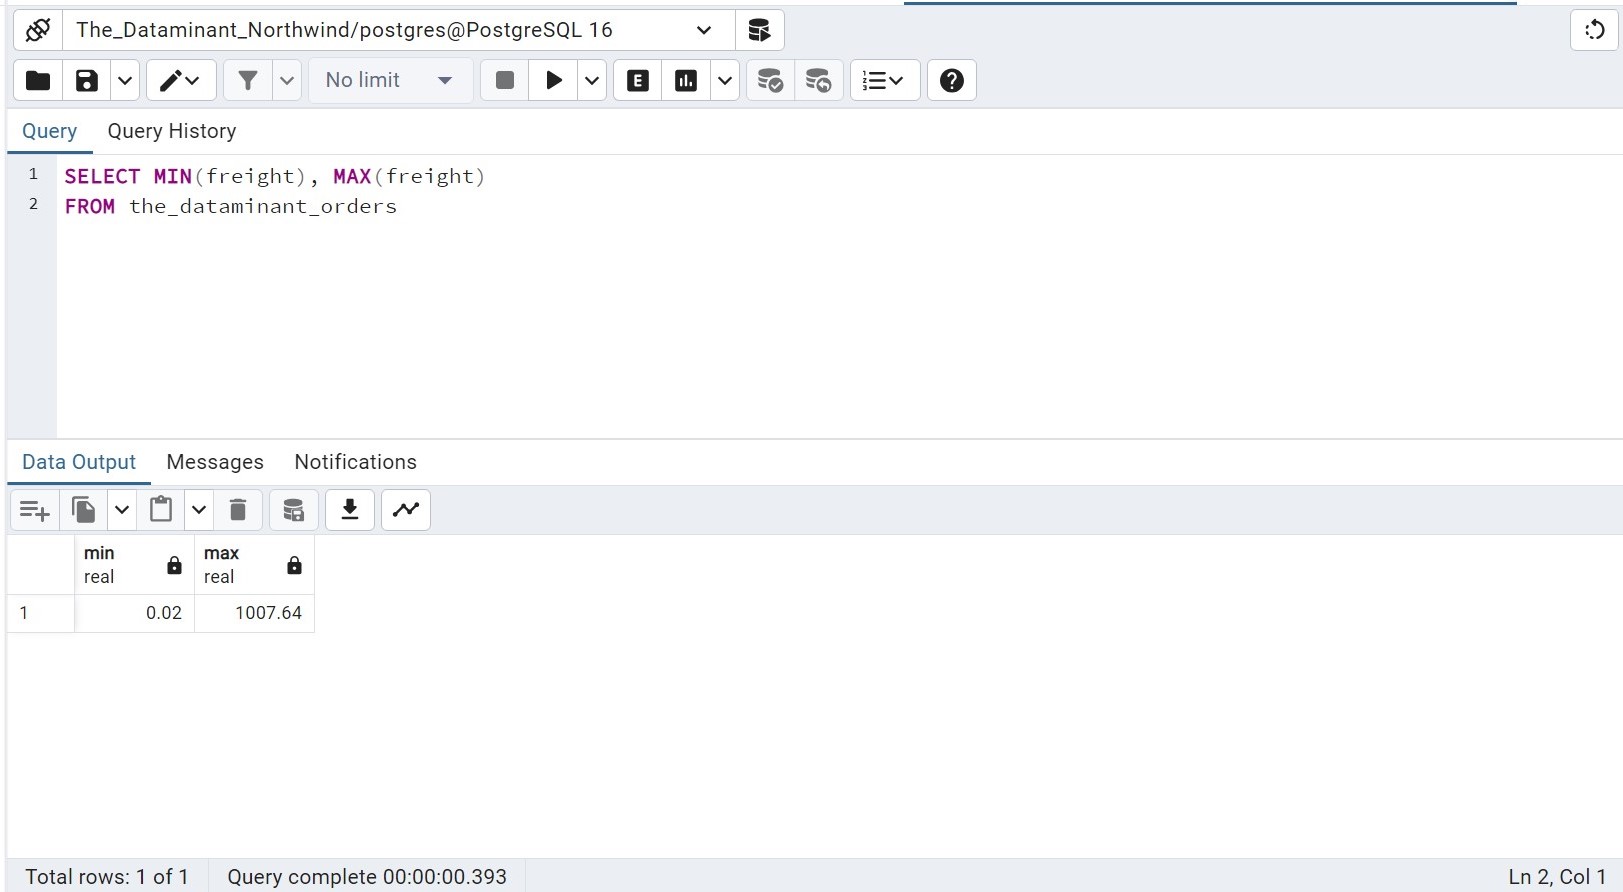 The_Dataminant_Northwind/postgres@PostgreSQL 16
No limit
E
Query Query History
1 SELECT MIN(freight), MAX(freight)
2 FROM the_dataminant_orders
Data Output Messages Notifications
min max
real real
1 0.02 1007.64
Total rows: 1 of 1 Query complete 00:00:00.393 Ln 2, Col 1